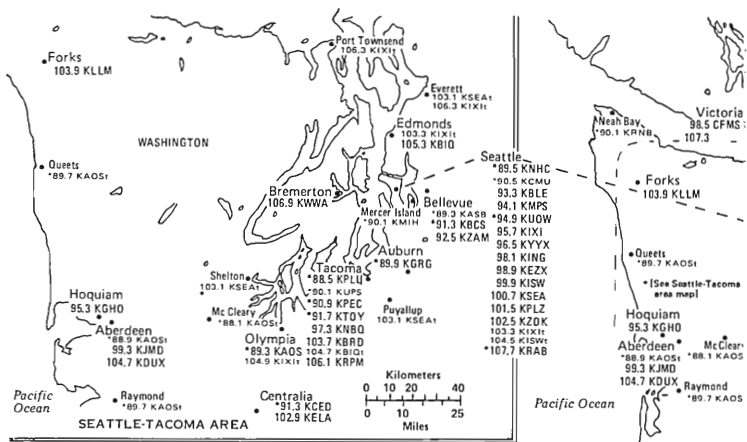 Port Townsend
106.3 KIXIt
Forks
103.9 KLLM
Everett
103.1 KSEAt
106.3 KIXIt
Edmonds
103.3 KIXIt
105.3 KBIQ
WASHINGTON
Queets
*89.7 KAOSt
Bremerton
106.9 KWWA
Mercer Island
*90.1 KMIH
Bellevue
*89.3 KASB
*91.3 KBCS
92.5 KZAM
Seattle
*89.5 KNHC
*90.5 KCMU
93.3 KBLE
94.1 KMPS
*94.9 KUOW
95.7 KIXI
96.5 KYYX
98.1 KING
98.9 KEZX
99.9 KISW
100.7 KSEA
101.5 KPLZ
102.5 KZOK
103.3 KIXIt
104.5 KISWt
*107.7 KRAB
Auburn
89.9 KGRG
Shelton
103.1 KSEAt
Tacoma
*88.5 KPLU
*90.1 KUPS
*90.9 KPEC
*91.7 KTOY
97.3 KNBQ
103.7 KBRD
104.7 KBIQt
106.1 KRPM
Puyallup
103.1 KSEAt
Hoquiam
95.3 KGHO
Aberdeen
*88.9 KAOSt
99.3 KJMD
104.7 KDUX
Mc Cleary
*88.1 KAOSt
Olympia
*89.3 KAOS
104.9 KIXIt
Raymond
*89.7 KAOSt
Centralia
*91.3 KCED
102.9 KELA
Pacific
Ocean
SEATTLE-TACOMA AREA
Kilometers
0 10 20 30 40
0 10 25
Miles
Victoria
98.5 CFMS
107.3
Neah Bay
*90.1 KRNB
Forks
103.9 KLLM
Queets
*89.7 KAOSt
*[See Seattle-Tacoma
area map]
Hoquiam
95.3 KGHO
Aberdeen
*88.9 KAOSt
99.3 KJMD
104.7 KDUX
Mc Cleary
*88.1 KAOS
Raymond
*89.7 KAOS
Pacific Ocean